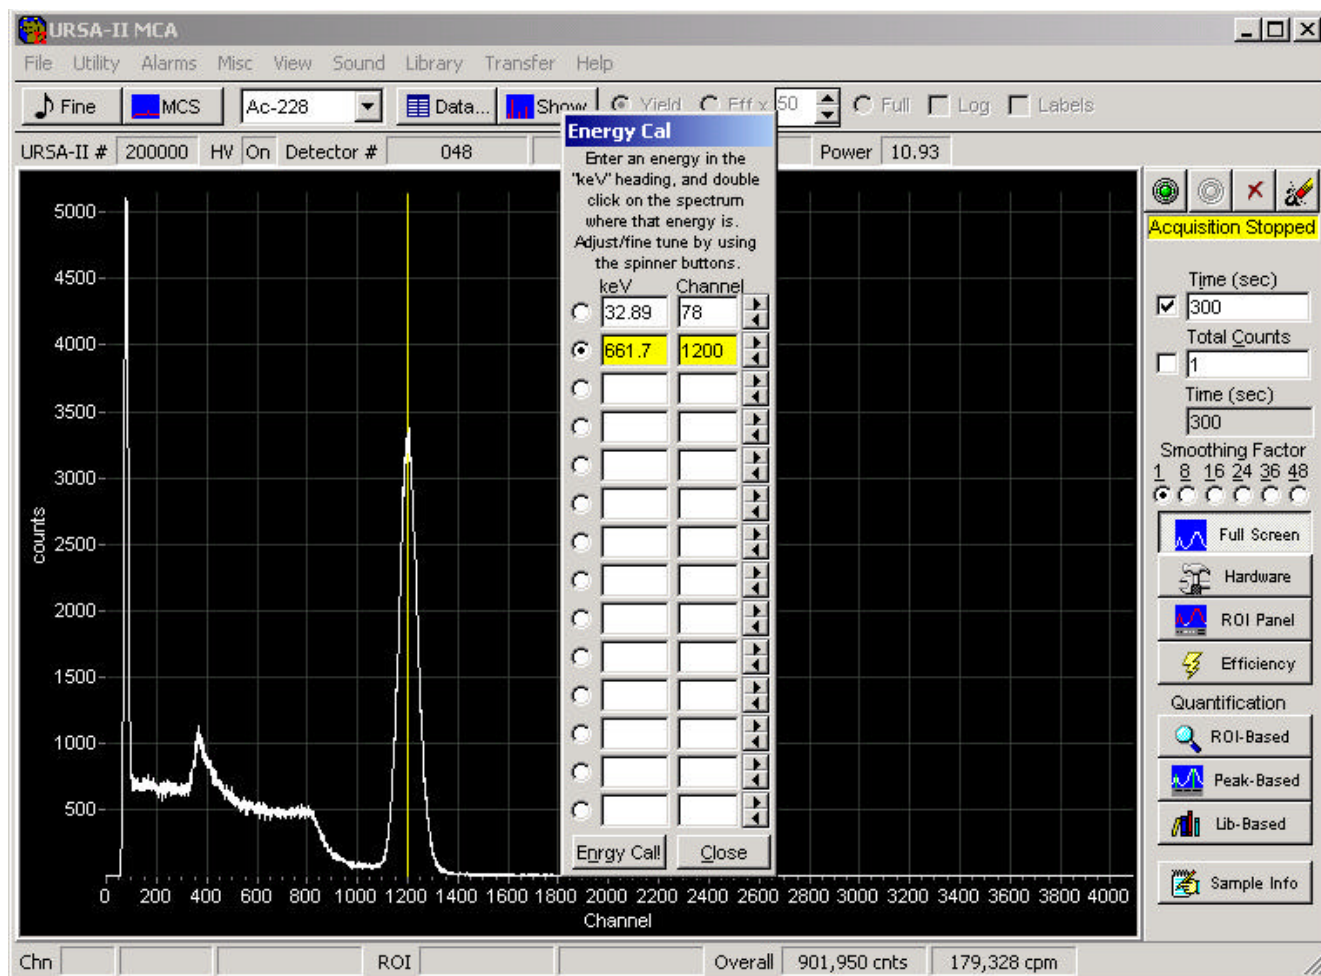 URSA-II MCA
File Utility Alarms Misc View Sound Library Transfer Help
Fine MCS Ac-228 Data... Show Yield Eff x 50 Full Log Labels
URSA-II # 200000 HV On Detector # 048 Power 10.93
Energy Cal
Enter an energy in the
"keV" heading, and double
click on the spectrum
where that energy is.
Adjust/fine tune by using
the spinner buttons.
keV Channel
32.89 78
661.7 1200
Enrgy Cal! Close
counts
5000
4500
4000
3500
3000
2500
2000
1500
1000
500
0 200 400 600 800 1000 1200 1400 1600 1800 2000 2200 2400 2600 2800 3000 3200 3400 3600 3800 4000
Channel
Acquisition Stopped
Time (sec)
300
Total Counts
1
Time (sec)
300
Smoothing Factor
1 8 16 24 36 48
Full Screen
Hardware
ROI Panel
Efficiency
Quantification
ROI-Based
Peak-Based
Lib-Based
Sample Info
Chn ROI Overall 901,950 cnts 179,328 cpm